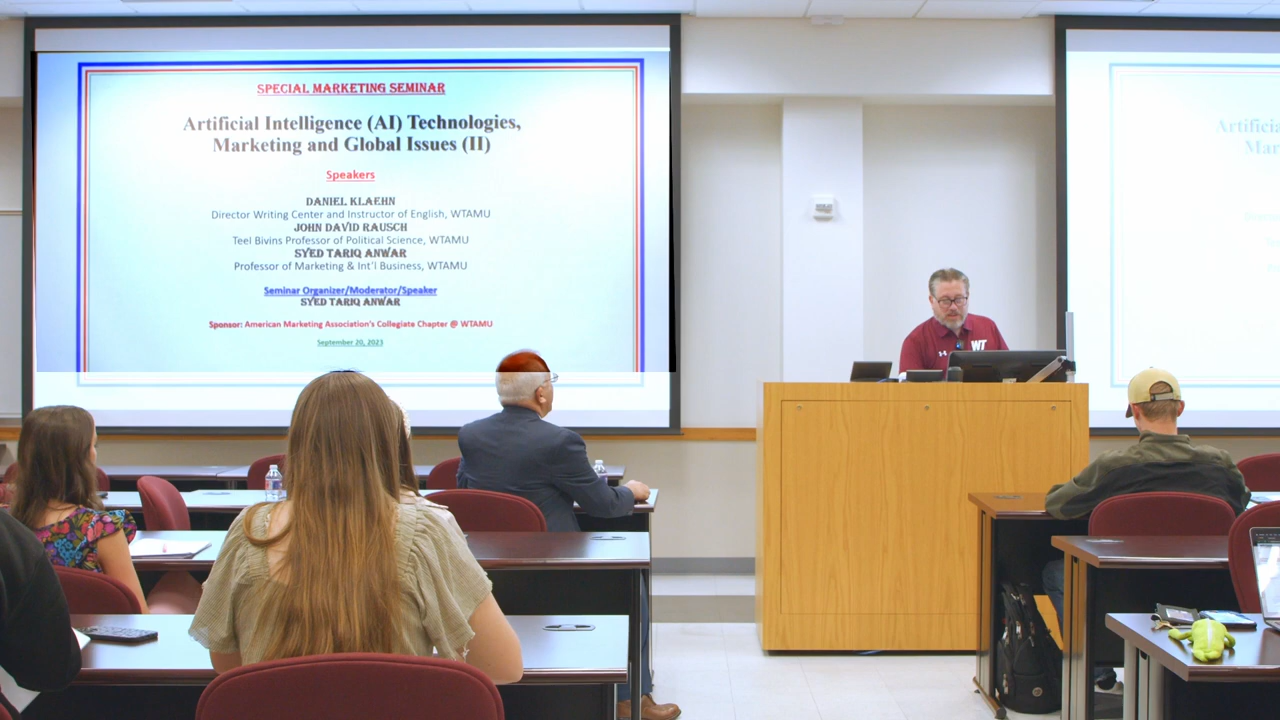 SPECIAL MARKETING SEMINAR
Artificial Intelligence (AI) Technologies,
Marketing and Global Issues (II)
Speakers
DANIEL KLAEHN
Director Writing Center and Instructor of English, WTAMU
JOHN DAVID RAUSCH
Teel Bivins Professor of Political Science, WTAMU
SYED TARIQ ANWAR
Professor of Marketing & Int'l Business, WTAMU
Seminar Organizer/Moderator/Speaker
SYED TARIQ ANWAR
Sponsor: American Marketing Association's Collegiate Chapter @ WTAMU
September 20, 2023
WT